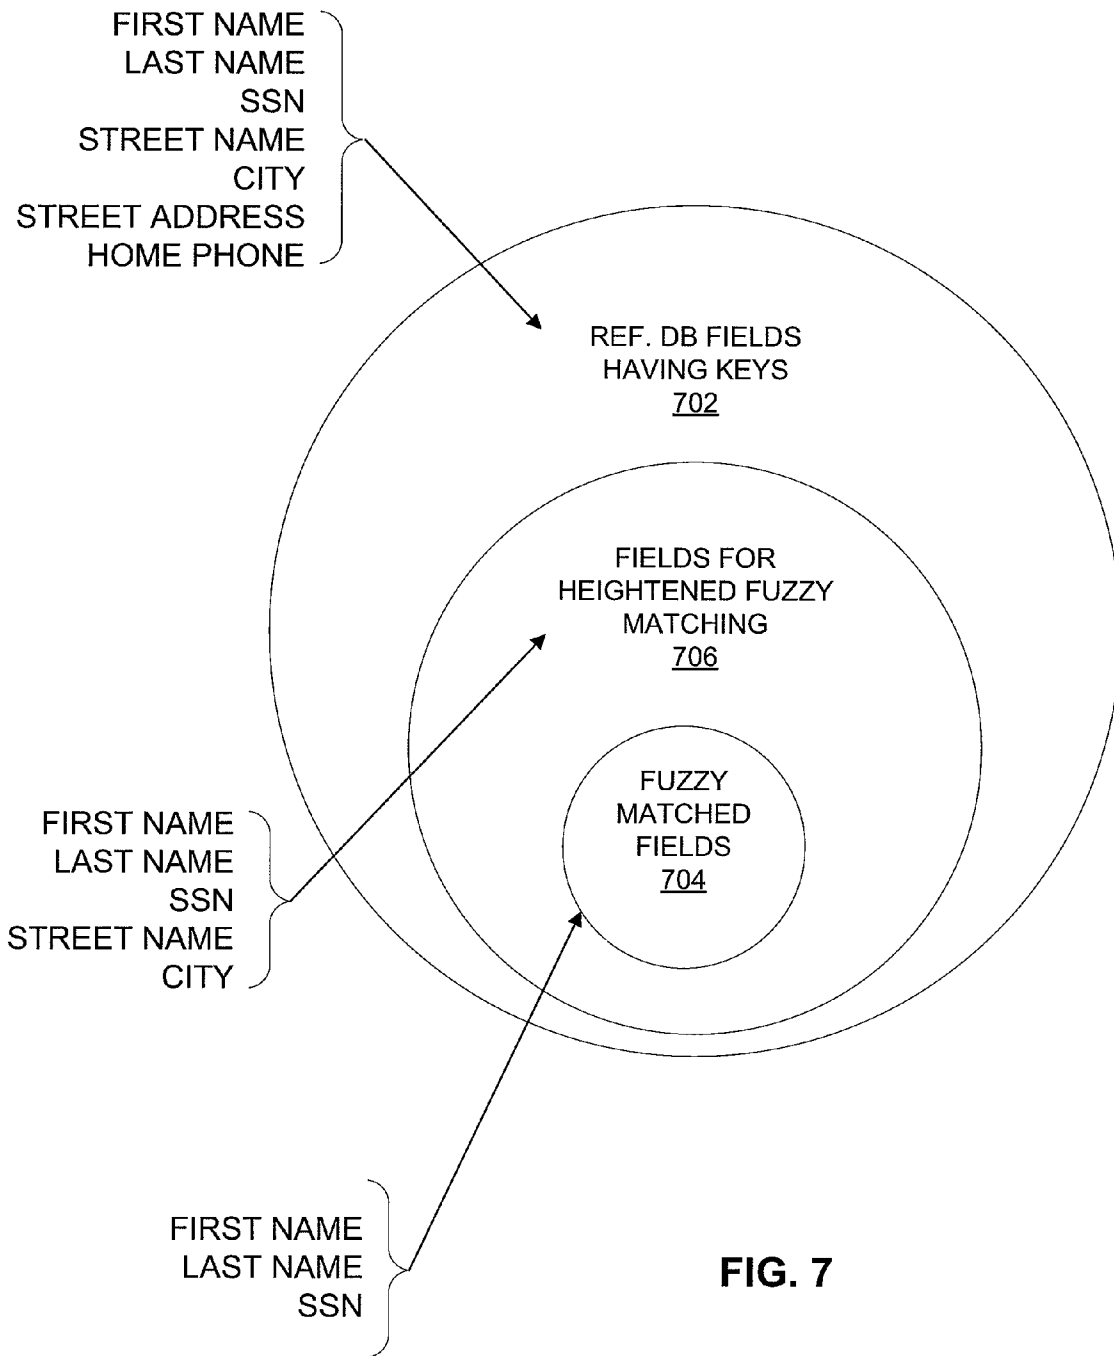 FIRST NAME
LAST NAME
SSN
STREET NAME
CITY
STREET ADDRESS
HOME PHONE
REF. DB FIELDS
HAVING KEYS
702
FIELDS FOR
HEIGHTENED FUZZY
MATCHING
706
FUZZY
MATCHED
FIELDS
704
FIRST NAME
LAST NAME
SSN
STREET NAME
CITY
FIRST NAME
LAST NAME
SSN
FIG. 7